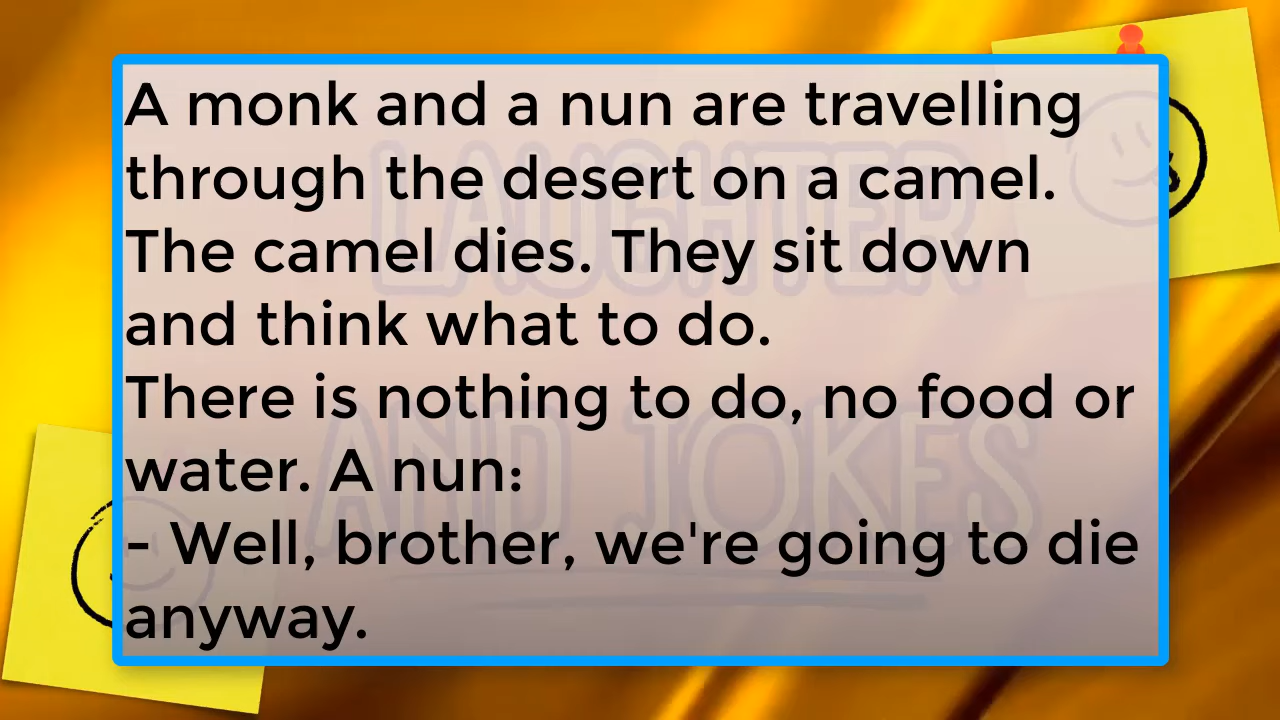 A monk and a nun are travelling
through the desert on a camel.
The camel dies. They sit down
and think what to do.
There is nothing to do, no food or
water. A nun:
- Well, brother, we're going to die
anyway.
LAUGHTER
AND JOKES